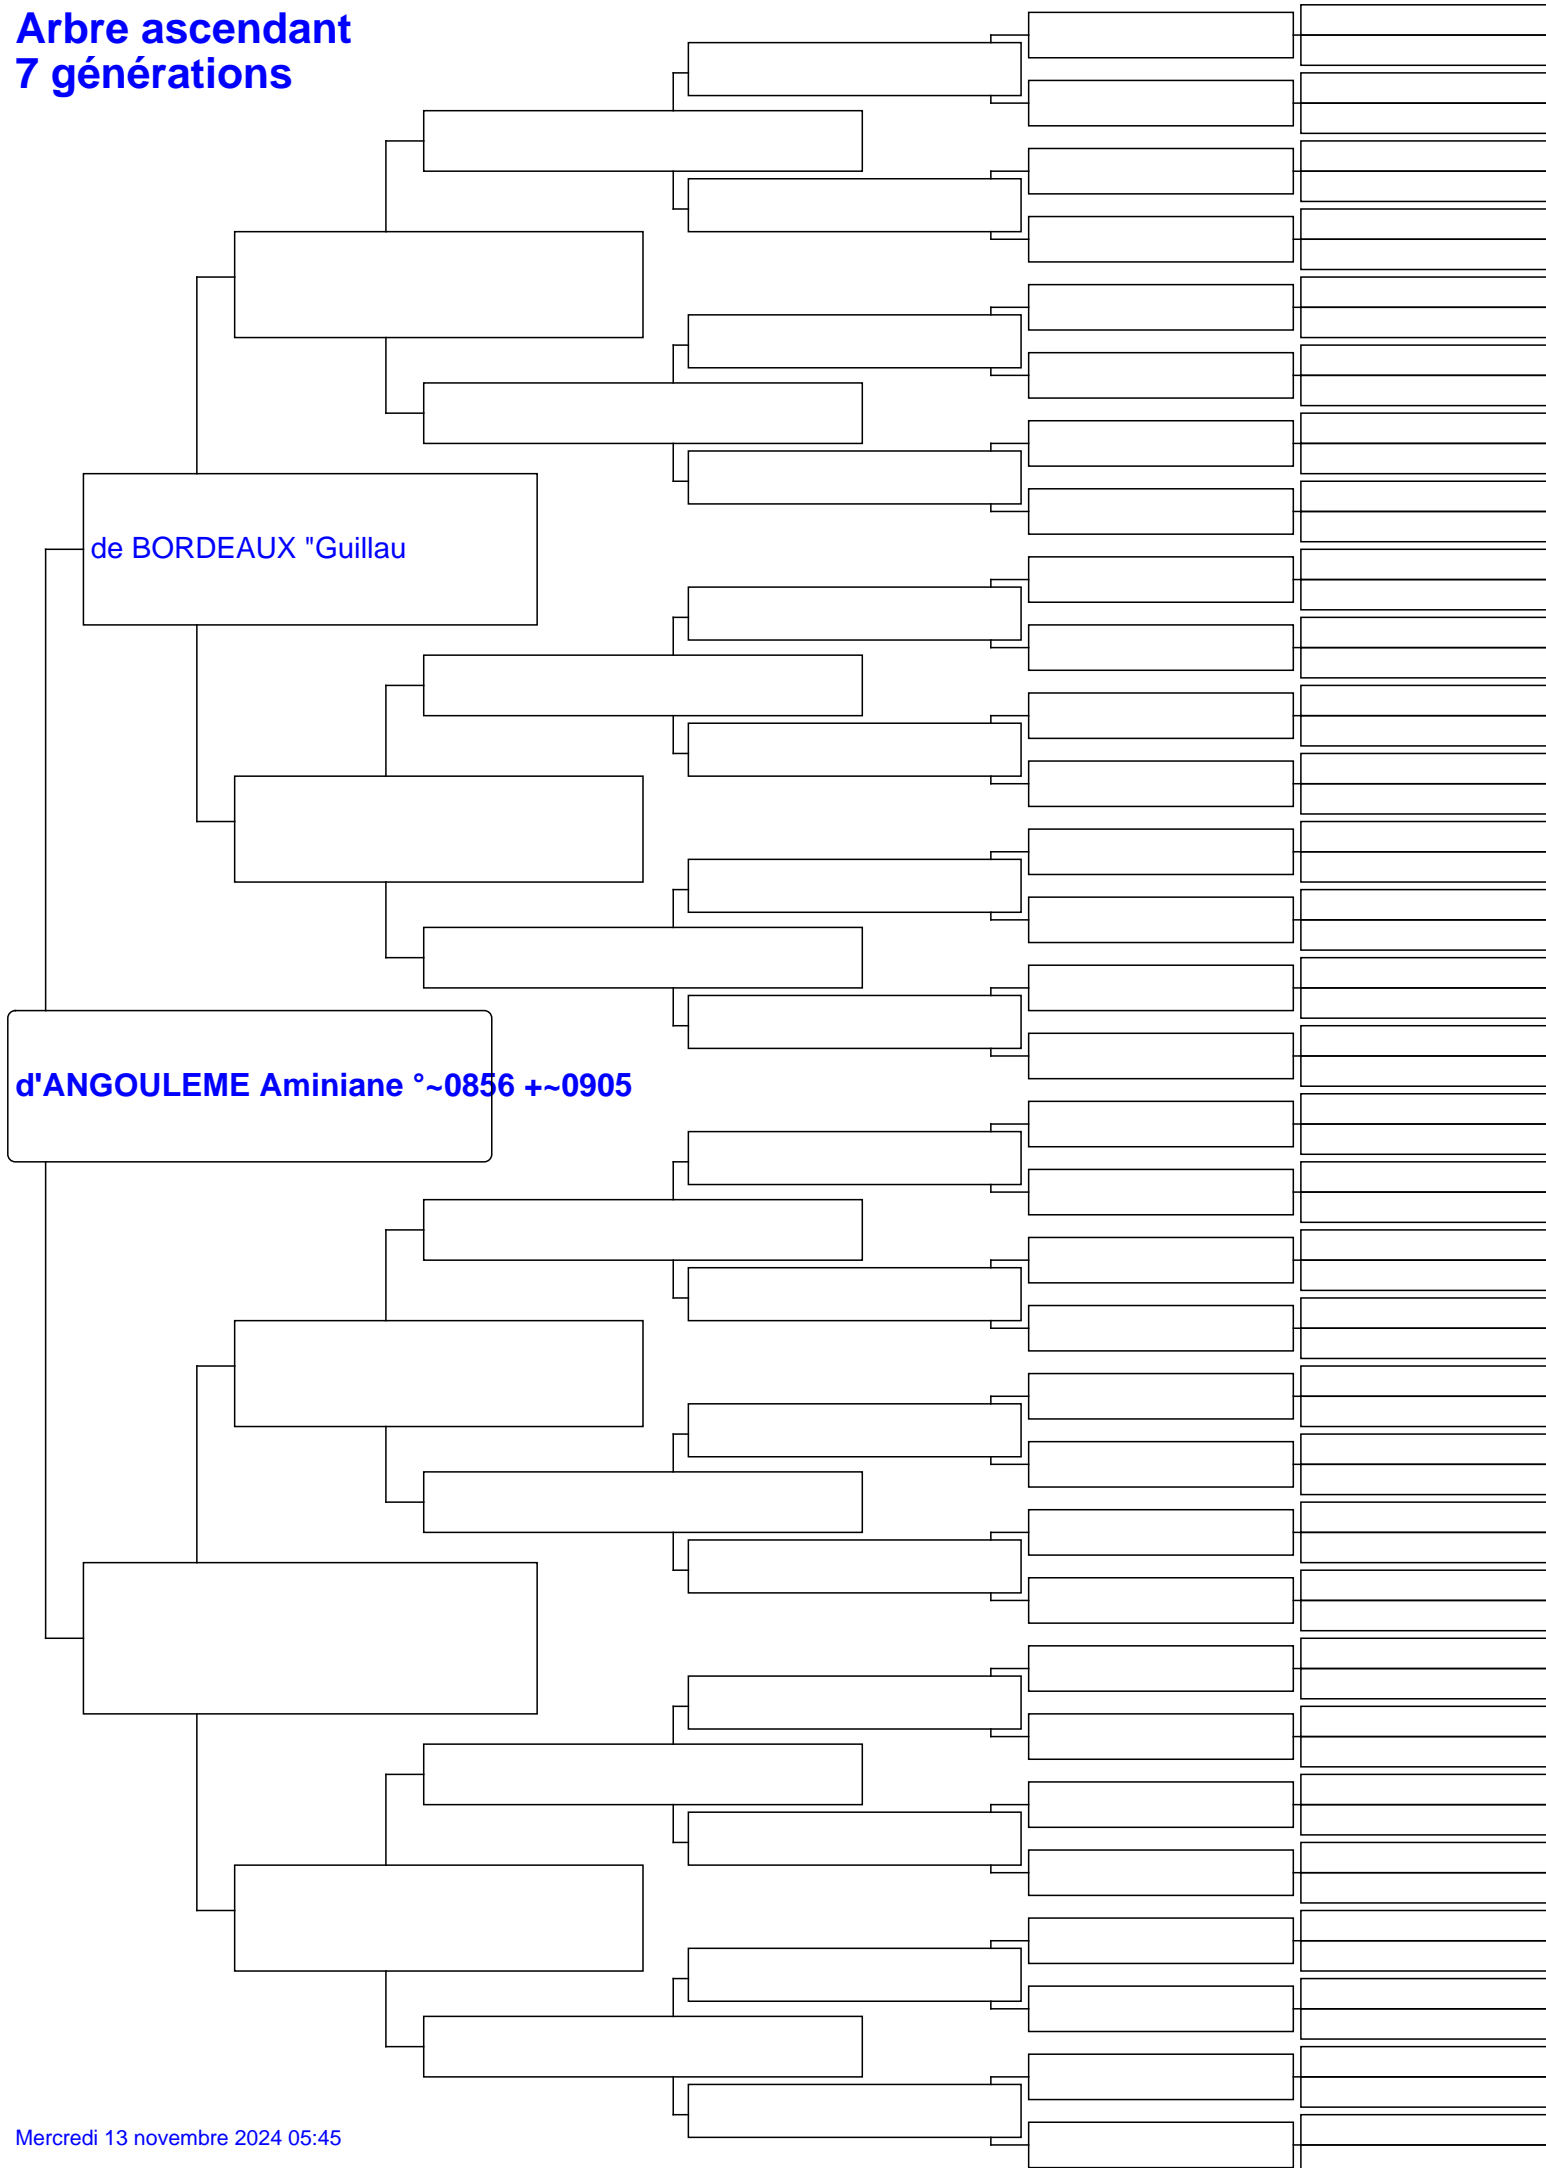 Arbre ascendant
7 générations
de BORDEAUX "Guillau
d'ANGOULEME Aminiane °~0856 +~0905
Mercredi 13 novembre 2024 05:45